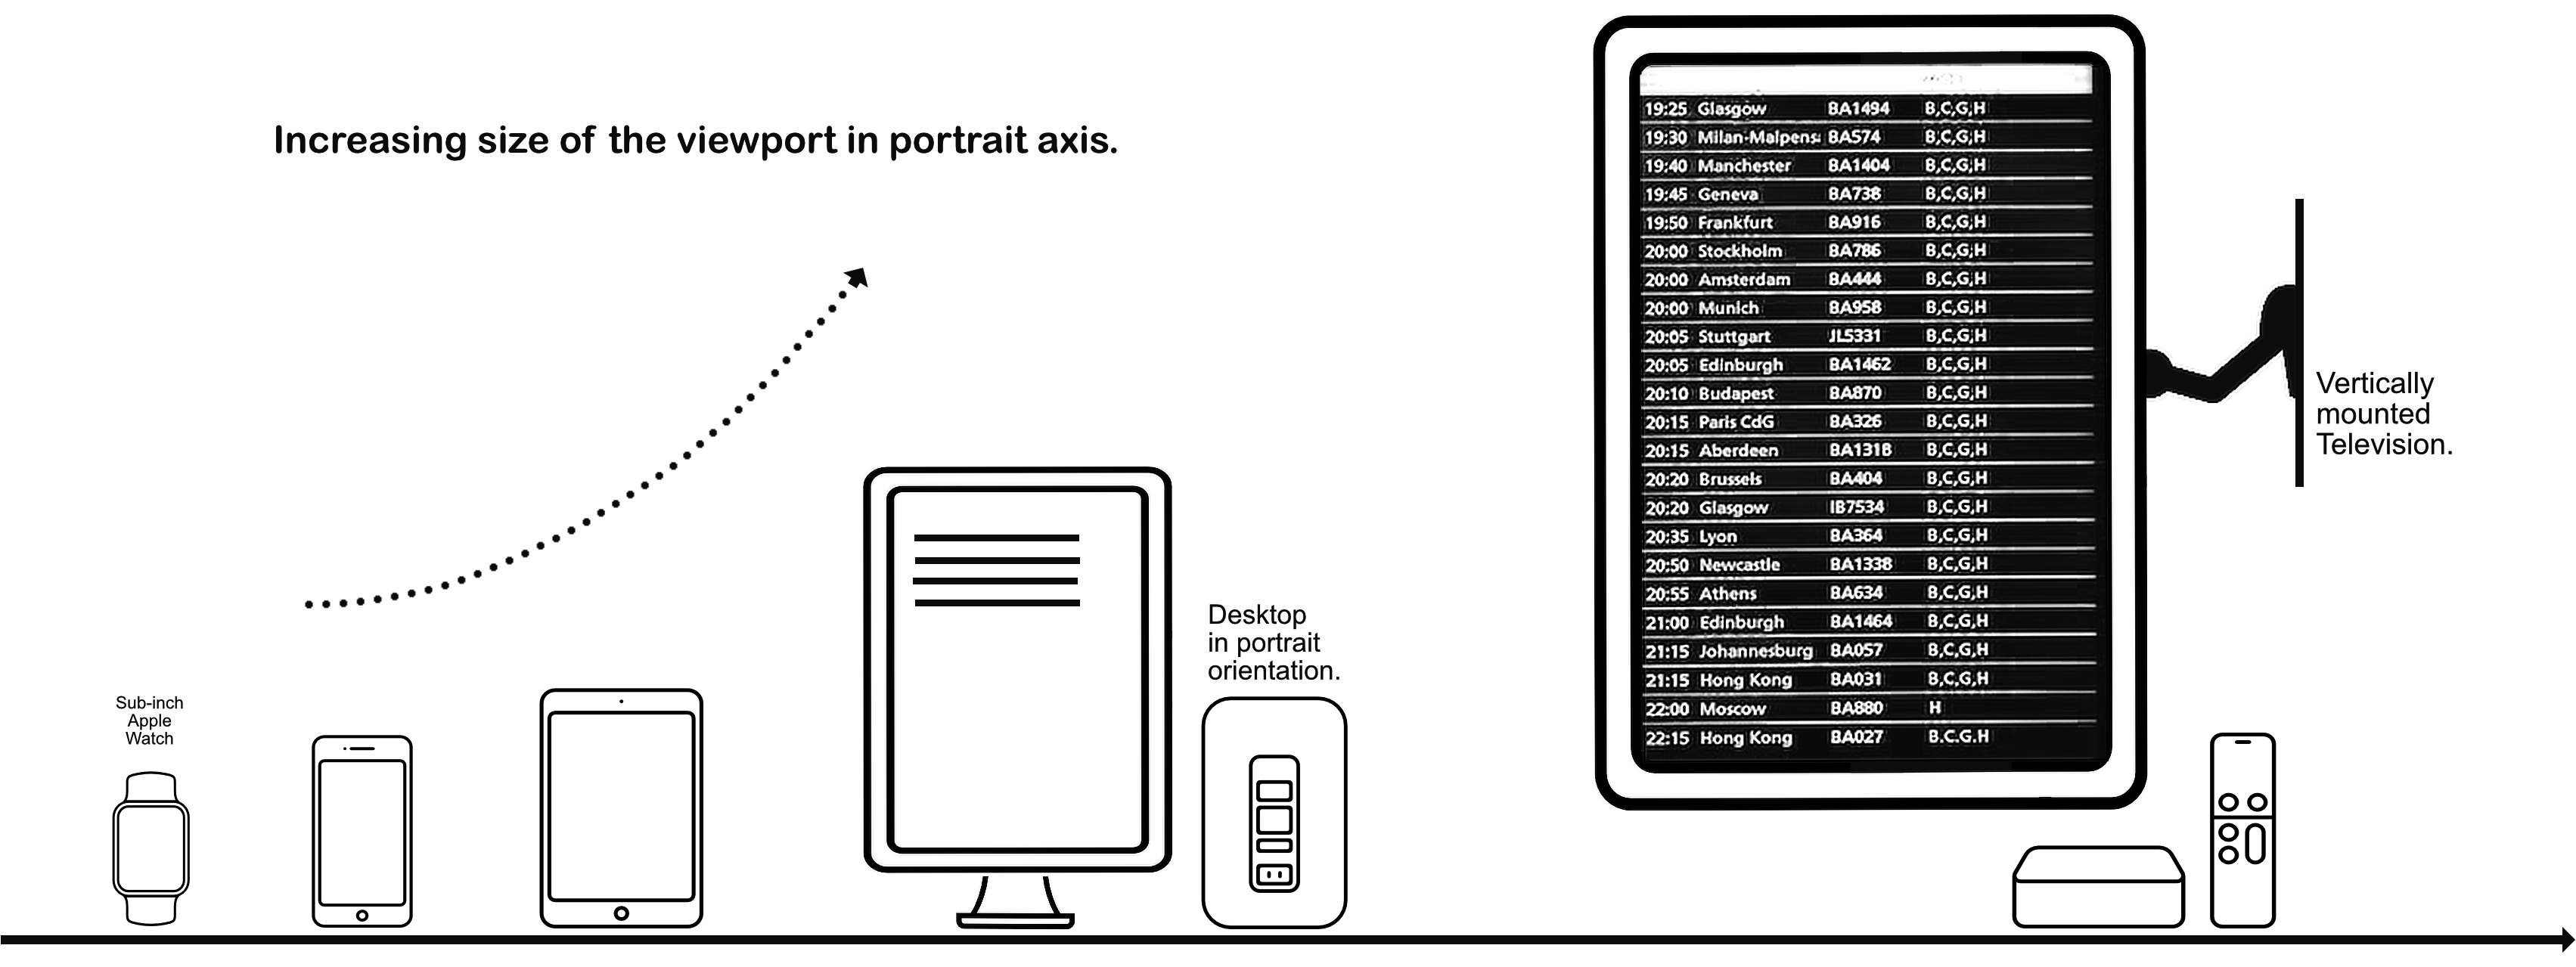 Increasing size of the viewport in portrait axis.
Sub-inch
Apple
Watch
Desktop
in portrait
orientation.
19:25 Glasgow BA1494 B,C,G,H
19:30 Milan-Malpens BA574 B,C,G,H
19:40 Manchester BA1404 B,C,G,H
19:45 Geneva BA738 B,C,G,H
19:50 Frankfurt BA916 B,C,G,H
20:00 Stockholm BA786 B,C,G,H
20:00 Amsterdam BA444 B,C,G,H
20:00 Munich BA958 B,C,G,H
20:05 Stuttgart JL5331 B,C,G,H
20:05 Edinburgh BA1462 B,C,G,H
20:10 Budapest BA870 B,C,G,H
20:15 Paris CdG BA326 B,C,G,H
20:15 Aberdeen BA1318 B,C,G,H
20:20 Brussels BA404 B,C,G,H
20:20 Glasgow IB7534 B,C,G,H
20:35 Lyon BA364 B,C,G,H
20:50 Newcastle BA1338 B,C,G,H
20:55 Athens BA634 B,C,G,H
21:00 Edinburgh BA1464 B,C,G,H
21:15 Johannesburg BA057 B,C,G,H
21:15 Hong Kong BA031 B,C,G,H
22:00 Moscow BA880 H
22:15 Hong Kong BA027 B.C.G.H
Vertically
mounted
Television.